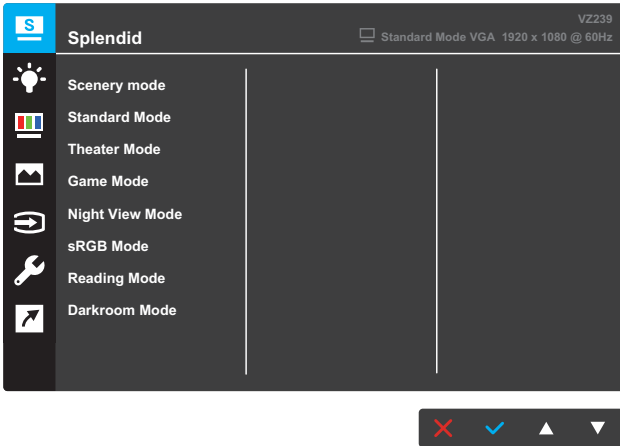 S
VZ239
Splendid
Standard Mode VGA 1920 x 1080 @ 60Hz
Scenery mode
Standard Mode
Theater Mode
Game Mode
Night View Mode
sRGB Mode
Reading Mode
Darkroom Mode